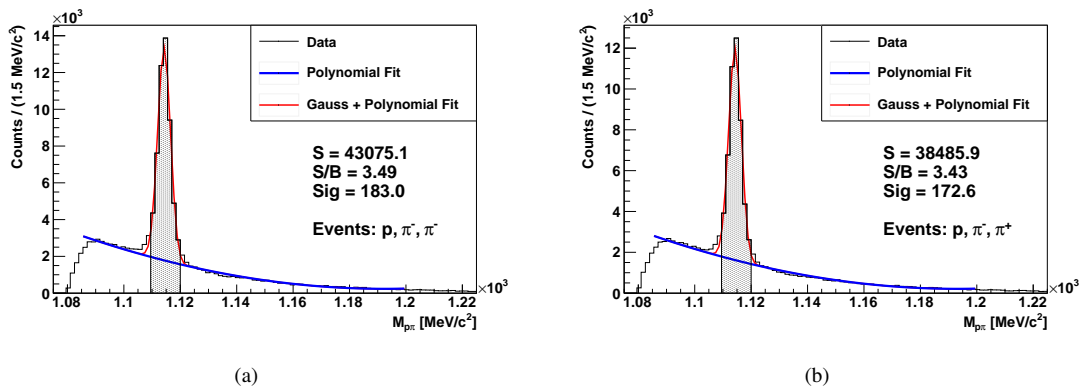 ×10³
Counts / (1.5 MeV/c²)
14
12
10
8
6
4
2
0
Data
Polynomial Fit
Gauss + Polynomial Fit
S = 43075.1
S/B = 3.49
Sig = 183.0
Events: p, π⁻, π⁻
1.08 1.1 1.12 1.14 1.16 1.18 1.2 1.22 ×10³
M_pπ [MeV/c²]
(a)
×10³
Counts / (1.5 MeV/c²)
12
10
8
6
4
2
0
Data
Polynomial Fit
Gauss + Polynomial Fit
S = 38485.9
S/B = 3.43
Sig = 172.6
Events: p, π⁻, π⁺
1.08 1.1 1.12 1.14 1.16 1.18 1.2 1.22 ×10³
M_pπ [MeV/c²]
(b)